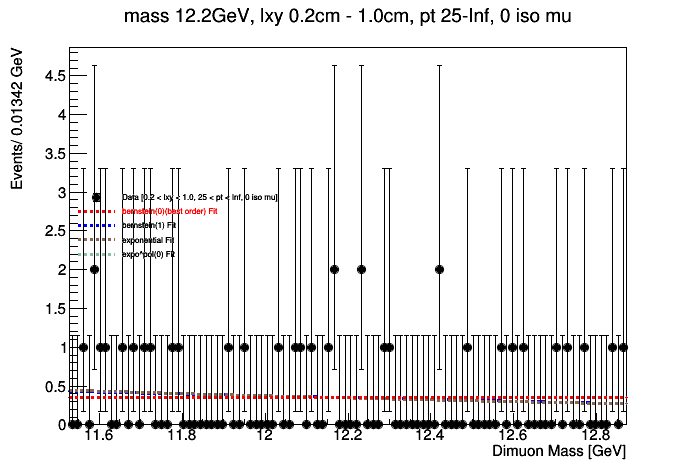 mass 12.2GeV, lxy 0.2cm - 1.0cm, pt 25-Inf, 0 iso mu
Events/ 0.01342 GeV
4.5
4
3.5
3
2.5
2
1.5
1
0.5
0
Data [0.2 < lxy < 1.0, 25 < pt < Inf, 0 iso mu]
bernstein(0)(best order) Fit
bernstein(1) Fit
exponential Fit
expo*pol(0) Fit
11.6 11.8 12 12.2 12.4 12.6 12.8
Dimuon Mass [GeV]